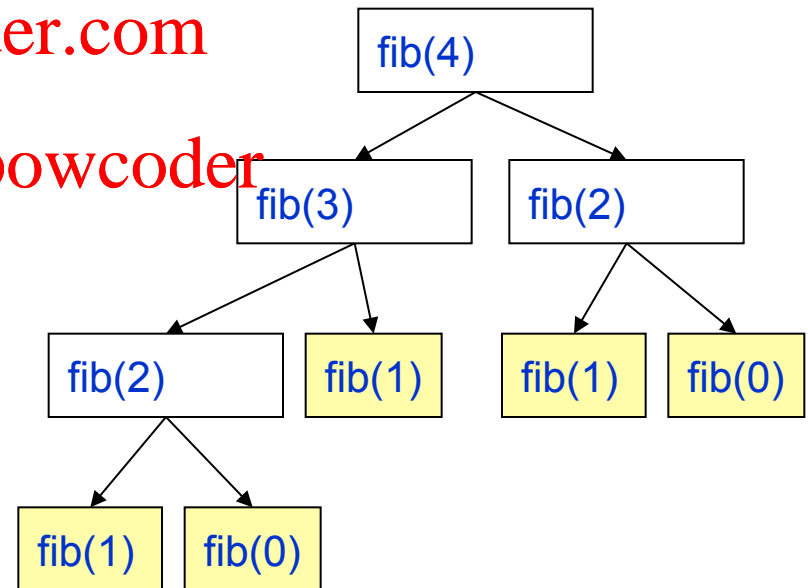 er.com
fib(4)
owcoder
fib(3)
fib(2)
fib(2)
fib(1)
fib(1)
fib(0)
fib(1)
fib(0)